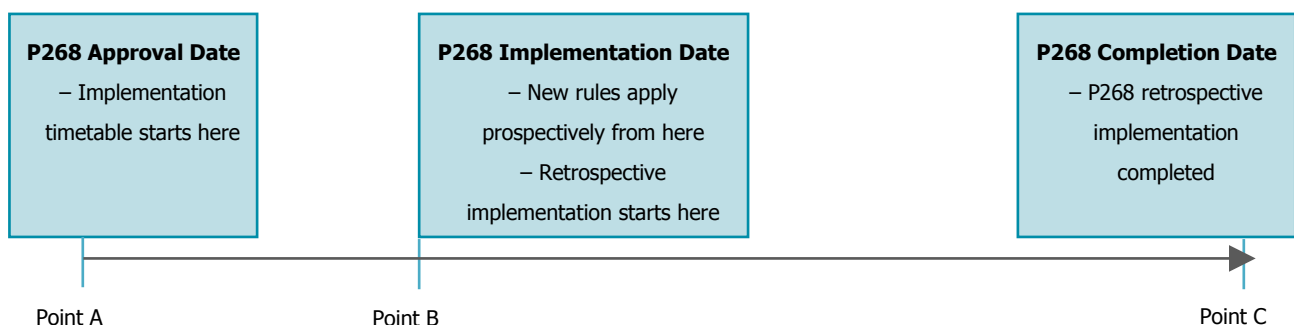 P268 Approval Date
– Implementation
timetable starts here
P268 Implementation Date
– New rules apply
prospectively from here
– Retrospective
implementation starts here
P268 Completion Date
– P268 retrospective
implementation
completed
Point A
Point B
Point C